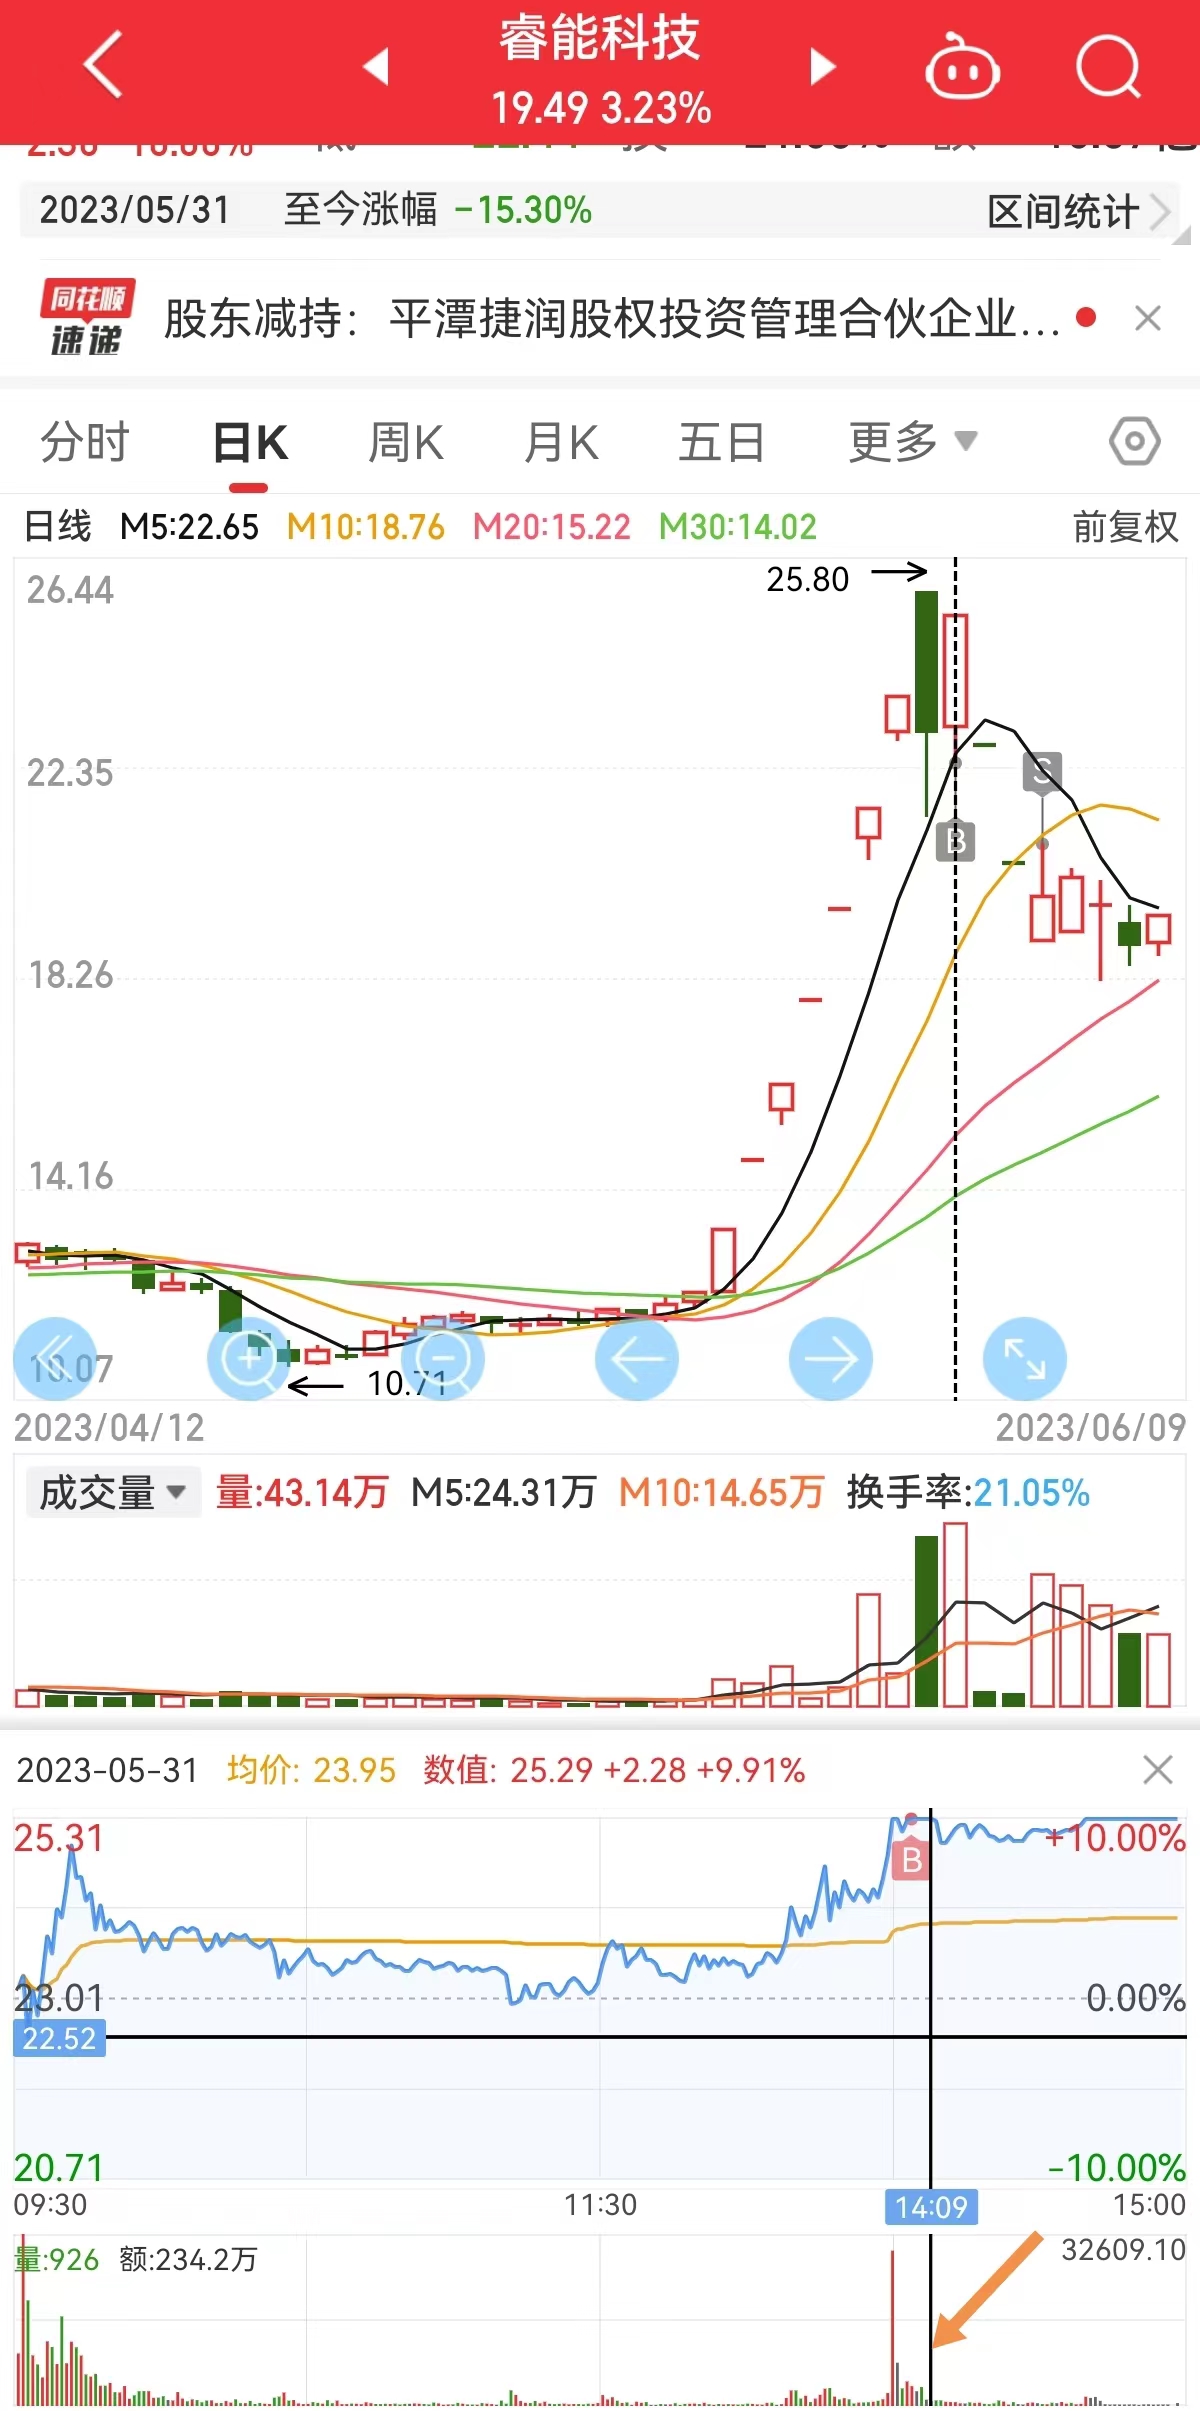 睿能科技
19.49 3.23%
2023/05/31 至今涨幅 -15.30% 区间统计
同花顺
速递
股东减持：平潭捷润股权投资管理合伙企业...
分时 日K 周K 月K 五日 更多
日线 M5:22.65 M10:18.76 M20:15.22 M30:14.02 前复权
26.44
25.80
22.35
S
B
18.26
14.16
10.07
10.71
2023/04/12 2023/06/09
成交量 量:43.14万 M5:24.31万 M10:14.65万 换手率:21.05%
2023-05-31 均价: 23.95 数值: 25.29 +2.28 +9.91%
25.31 +10.00%
B
23.01 0.00%
22.52
20.71 -10.00%
09:30 11:30 14:09 15:00
量:926 额:234.2万 32609.10